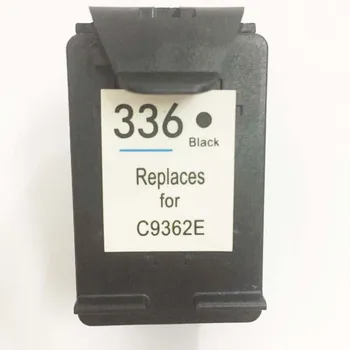 336
Black
Replaces
for
C9362E